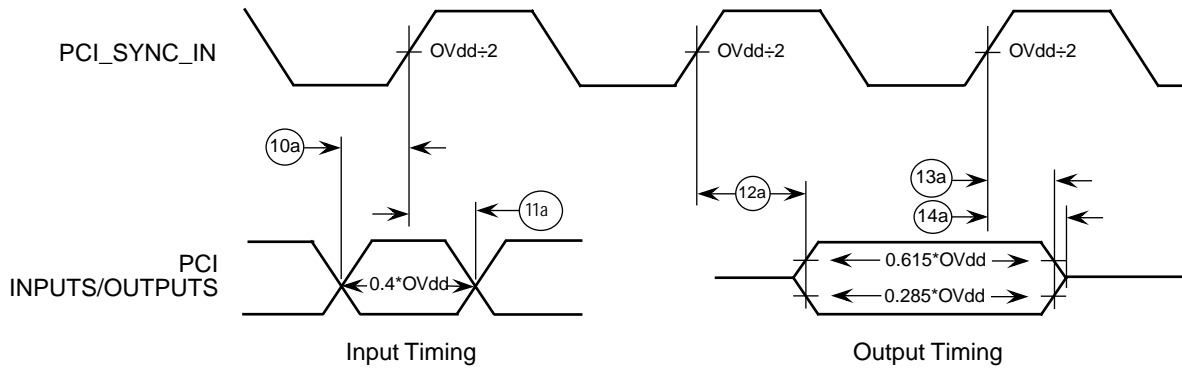 PCI_SYNC_IN
OVdd÷2
OVdd÷2
OVdd÷2
10a
11a
12a
13a
14a
PCI
INPUTS/OUTPUTS
0.4*OVdd
0.615*OVdd
0.285*OVdd
Input Timing
Output Timing